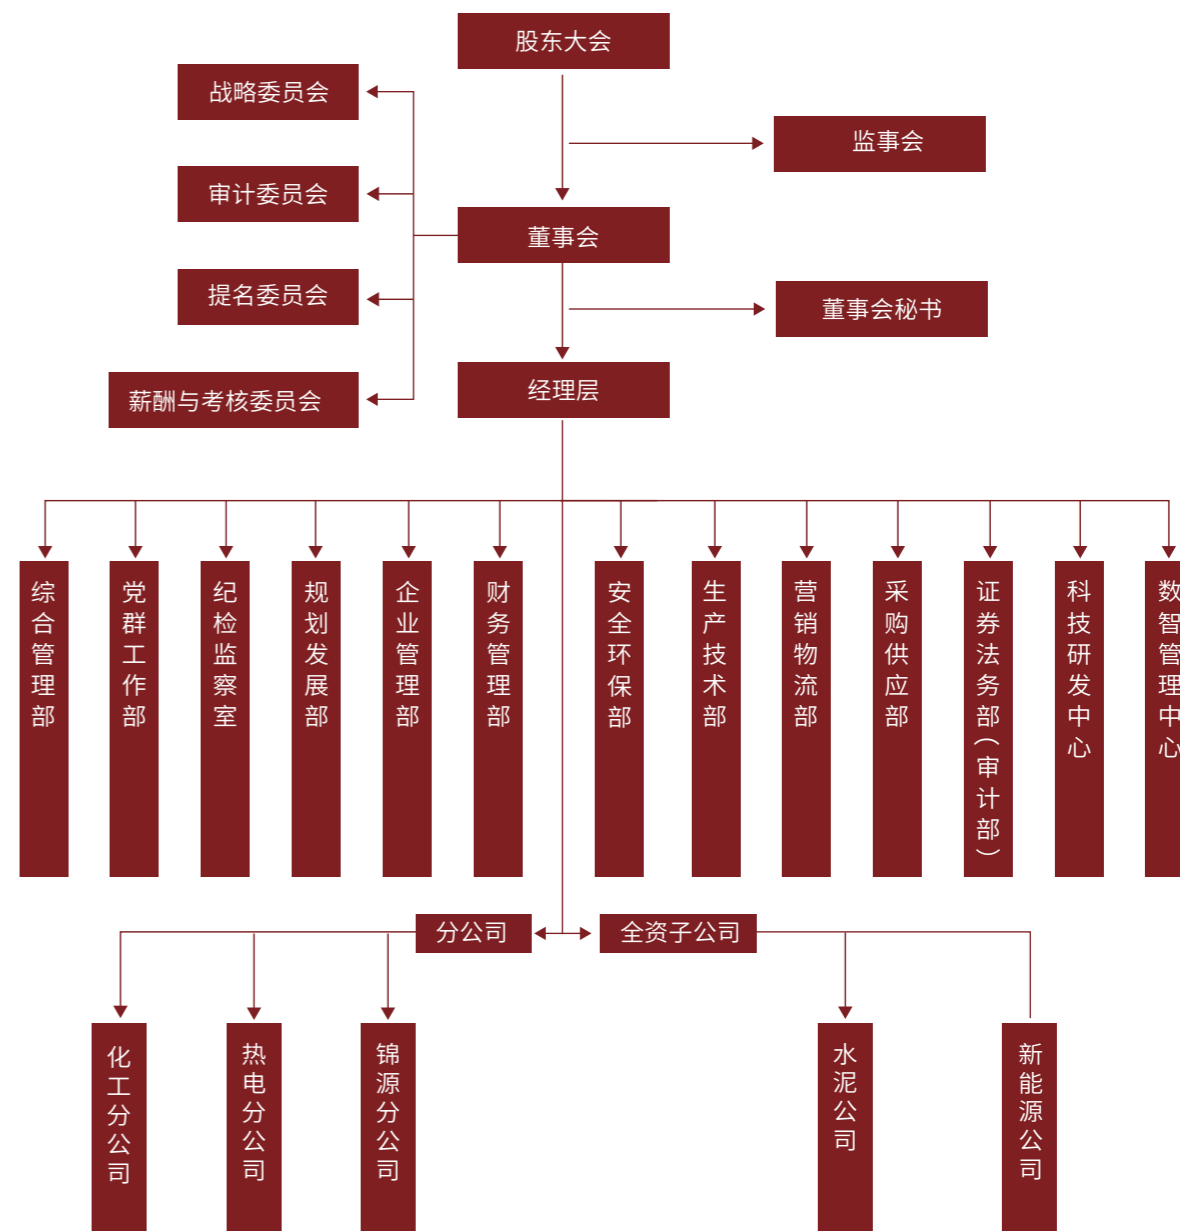 股东大会
战略委员会
监事会
审计委员会
董事会
提名委员会
董事会秘书
经理层
薪酬与考核委员会
综合管理部
党群工作部
纪检监察室
规划发展部
企业管理部
财务管理部
安全环保部
生产技术部
营销物流部
采购供应部
证券法务部(审计部)
科技研发中心
数智管理中心
分公司
全资子公司
化工分公司
热电分公司
锦源分公司
水泥公司
新能源公司